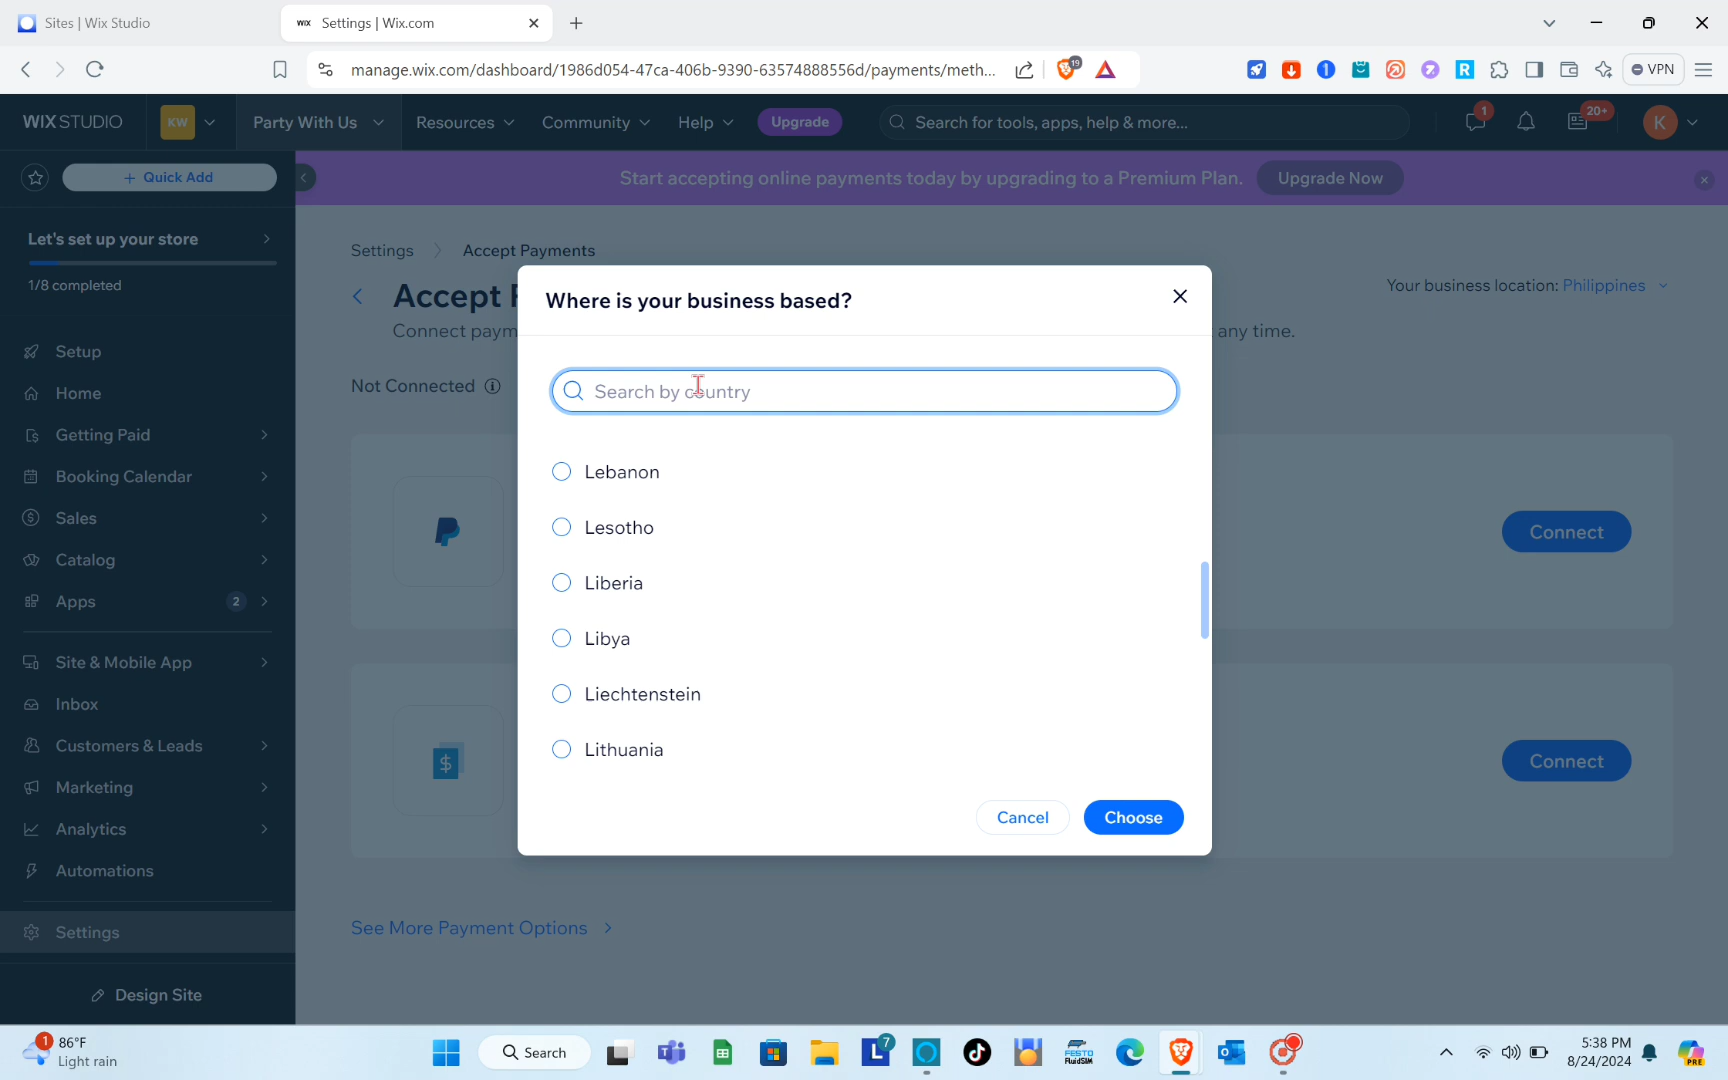 Sites | Wix Studio
WIX Settings | Wix.com
manage.wix.com/dashboard/1986d054-47ca-406b-9390-63574888556d/payments/meth...
19
VPN
WIX STUDIO
KW
Party With Us
Resources
Community
Help
Upgrade
Search for tools, apps, help & more...
1
20+
K
+ Quick Add
Start accepting online payments today by upgrading to a Premium Plan.
Upgrade Now
Let's set up your store
1/8 completed
Setup
Home
Getting Paid
Booking Calendar
Sales
Catalog
Apps
2
Site & Mobile App
Inbox
Customers & Leads
Marketing
Analytics
Automations
Settings
Design Site
Settings
Accept Payments
Accept
Your business location: Philippines
Connect paym
any time.
Not Connected
Connect
Connect
See More Payment Options
Where is your business based?
Search by country
Lebanon
Lesotho
Liberia
Libya
Liechtenstein
Lithuania
Cancel
Choose
1
86°F
Light rain
Search
7
FESTO
FluidSIM
5:38 PM
8/24/2024
PRE